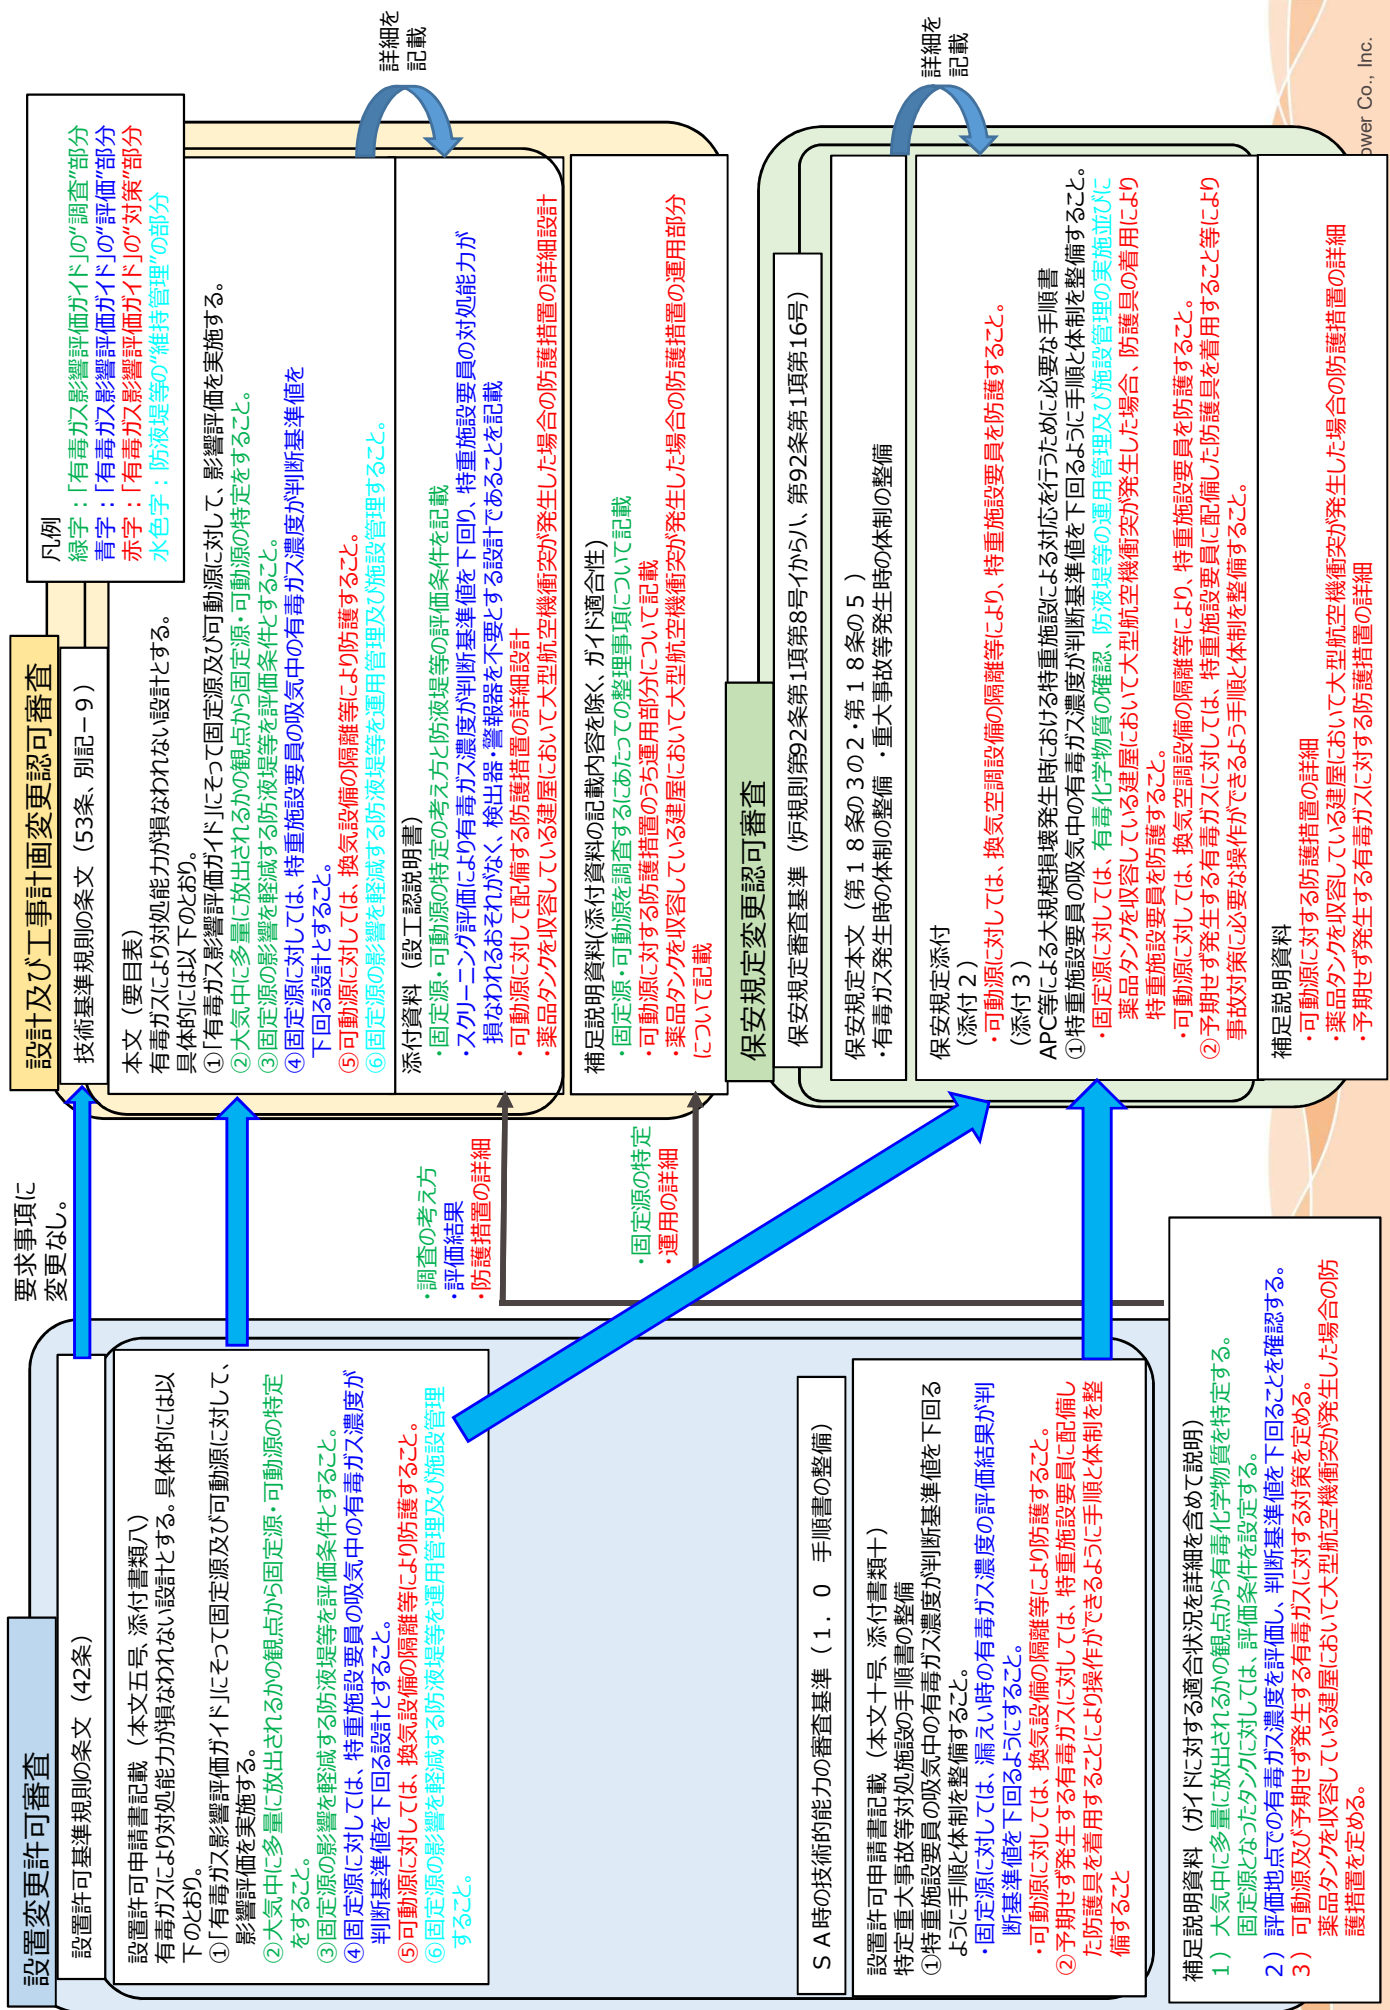 設置変更許可審査
設置許可基準規則の条文（42条）
設置許可申請書記載（本文五号、添付書類八）
有毒ガスにより対処能力が損なわれない設計とする。具体的には以
下のとおり。
①「有毒ガス影響評価ガイド」にそって固定源及び可動源に対して、
影響評価を実施する。
②大気中に多量に放出されるかの観点から固定源・可動源の特定
をすること。
③固定源の影響を軽減する防液堤等を評価条件とすること。
④固定源に対しては、特重施設要員の吸気中の有毒ガス濃度が
判断基準値を下回る設計とすること。
⑤可動源に対しては、換気設備の隔離等により防護すること。
⑥固定源の影響を軽減する防液堤等を運用管理及び施設管理
すること。
ＳＡ時の技術的能力の審査基準（１．０　手順書の整備）
設置許可申請書記載（本文十号、添付書類十）
特定重大事故等対処施設の手順書の整備
①特重施設要員の吸気中の有毒ガス濃度が判断基準値を下回る
ように手順と体制を整備すること。
・固定源に対しては、漏えい時の有毒ガス濃度の評価結果が判
断基準値を下回るようにすること。
・可動源に対しては、換気設備の隔離等により防護すること。
②予期せず発生する有毒ガスに対しては、特重施設要員に配備し
た防護具を着用することにより操作ができるように手順と体制を整
備すること
補足説明資料（ガイドに対する適合状況を詳細を含めて説明）
１）大気中に多量に放出されるかの観点から有毒化学物質を特定する。
固定源となったタンクに対しては、評価条件を設定する。
２）評価地点での有毒ガス濃度を評価し、判断基準値を下回ることを確認する。
３）可動源及び予期せず発生する有毒ガスに対する対策を定める。
薬品タンクを収容している建屋において大型航空機衝突が発生した場合の防
護措置を定める。
要求事項に
変更なし。
・調査の考え方
・評価結果
・防護措置の詳細
・固定源の特定
・運用の詳細
設計及び工事計画変更認可審査
技術基準規則の条文（53条、別記－９）
凡例
緑字：「有毒ガス影響評価ガイド」の“調査”部分
青字：「有毒ガス影響評価ガイド」の“評価”部分
赤字：「有毒ガス影響評価ガイド」の“対策”部分
水色字：防液堤等の“維持管理”の部分
本文（要目表）
有毒ガスにより対処能力が損なわれない設計とする。
具体的には以下のとおり。
①「有毒ガス影響評価ガイド」にそって固定源及び可動源に対して、影響評価を実施する。
②大気中に多量に放出されるかの観点から固定源・可動源の特定をすること。
③固定源の影響を軽減する防液堤等を評価条件とすること。
④固定源に対しては、特重施設要員の吸気中の有毒ガス濃度が判断基準値を
下回る設計とすること。
⑤可動源に対しては、換気設備の隔離等により防護すること。
⑥固定源の影響を軽減する防液堤等を運用管理及び施設管理すること。
添付資料（設工認説明書）
・固定源・可動源の特定の考え方と防液堤等の評価条件を記載
・スクリーニング評価により有毒ガス濃度が判断基準値を下回り、特重施設要員の対処能力が
損なわれるおそれがなく、検出器・警報器を不要とする設計であることを記載
・可動源に対して配備する防護措置の詳細設計
・薬品タンクを収容している建屋において大型航空機衝突が発生した場合の防護措置の詳細設計
詳細を
記載
補足説明資料(添付資料の記載内容を除く、ガイド適合性)
・固定源・可動源を調査するにあたっての整理事項について記載
・可動源に対する防護措置のうち運用部分について記載
・薬品タンクを収容している建屋において大型航空機衝突が発生した場合の防護措置の運用部分
について記載
保安規定変更認可審査
保安規定審査基準（炉規則第92条第1項第8号イからハ、第92条第1項第16号）
保安規定本文（第１８条の３の２・第１８条の５）
・有毒ガス発生時の体制の整備　・重大事故等発生時の体制の整備
詳細を
記載
保安規定添付
（添付２）
・可動源に対しては、換気空調設備の隔離等により、特重施設要員を防護すること。
（添付３）
APC等による大規模損壊発生時における特重施設による対応を行うために必要な手順書
①特重施設要員の吸気中の有毒ガス濃度が判断基準値を下回るように手順と体制を整備すること。
・固定源に対しては、有毒化学物質の確認、防液堤等の運用管理及び施設管理の実施並びに
薬品タンクを収容している建屋において大型航空機衝突が発生した場合、防護具の着用により
特重施設要員を防護すること。
・可動源に対しては、換気空調設備の隔離等により、特重施設要員を防護すること。
②予期せず発生する有毒ガスに対しては、特重施設要員に配備した防護具を着用すること等により
事故対策に必要な操作ができるよう手順と体制を整備すること。
補足説明資料
・可動源に対する防護措置の詳細
・薬品タンクを収容している建屋において大型航空機衝突が発生した場合の防護措置の詳細
・予期せず発生する有毒ガスに対する防護措置の詳細
ower Co., Inc.